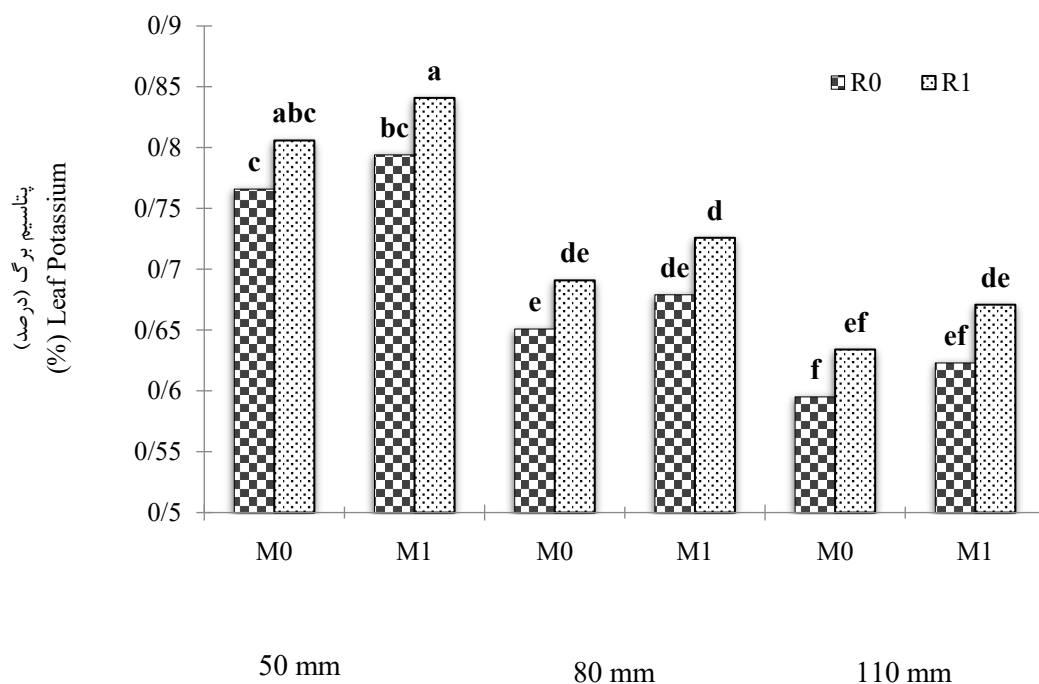 0/9
0/85
0/8
0/75
0/7
0/65
0/6
0/55
0/5
پتاسیم برگ (درصد)
(%) Leaf Potassium
R0 R1
c abc bc a
e de de d
f ef ef de
M0 M1 M0 M1 M0 M1
50 mm 80 mm 110 mm